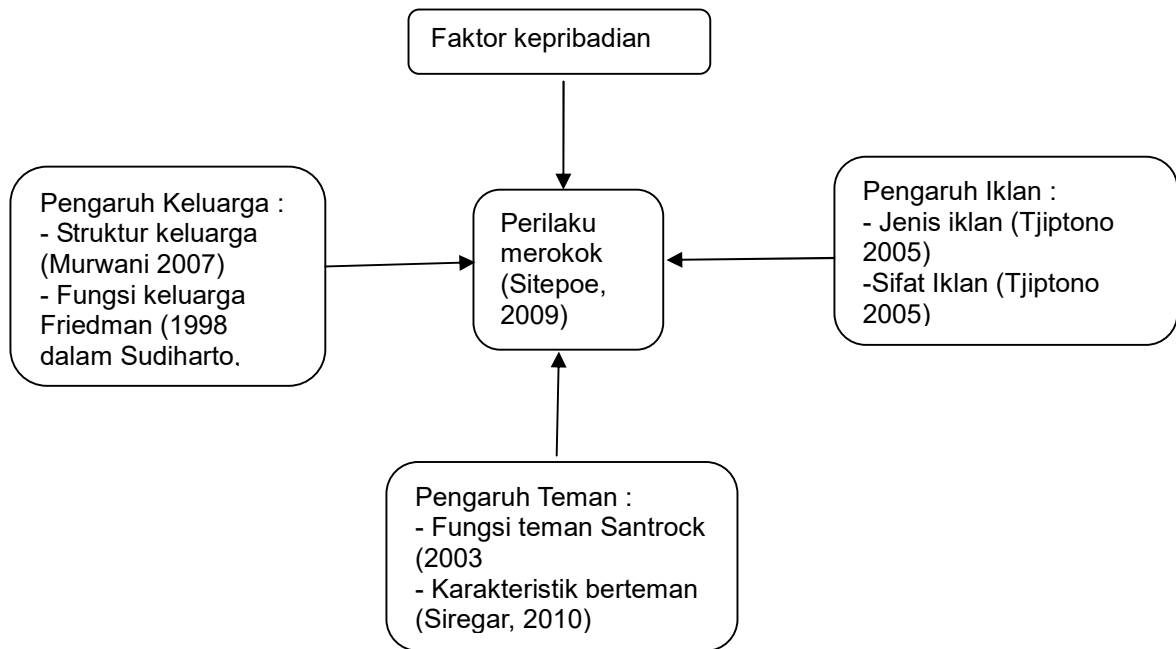 Faktor kepribadian
Pengaruh Keluarga :
- Struktur keluarga
(Murwani 2007)
- Fungsi keluarga
Friedman (1998
dalam Sudiharto,
Perilaku
merokok
(Sitepoe,
2009)
Pengaruh Iklan :
- Jenis iklan (Tjiptono
2005)
-Sifat Iklan (Tjiptono
2005)
Pengaruh Teman :
- Fungsi teman Santrock
(2003
- Karakteristik berteman
(Siregar, 2010)